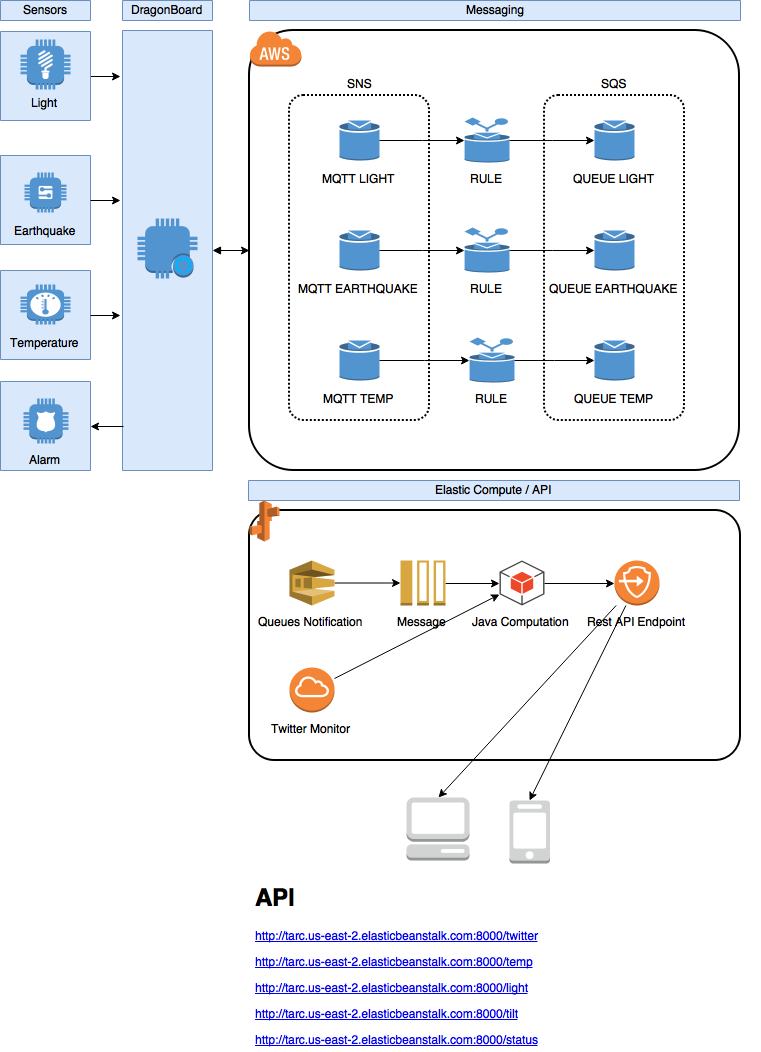 Sensors
DragonBoard
Messaging
AWS
Light
Earthquake
Temperature
Alarm
SNS
SQS
MQTT LIGHT
RULE
QUEUE LIGHT
MQTT EARTHQUAKE
RULE
QUEUE EARTHQUAKE
MQTT TEMP
RULE
QUEUE TEMP
Elastic Compute / API
Queues Notification
Message
Java Computation
Rest API Endpoint
Twitter Monitor
API
http://tarc.us-east-2.elasticbeanstalk.com:8000/twitter
http://tarc.us-east-2.elasticbeanstalk.com:8000/temp
http://tarc.us-east-2.elasticbeanstalk.com:8000/light
http://tarc.us-east-2.elasticbeanstalk.com:8000/tilt
http://tarc.us-east-2.elasticbeanstalk.com:8000/status